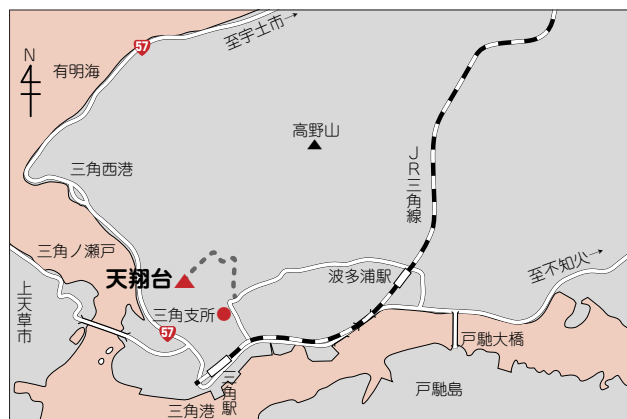 至宇土市→
57
N
有明海
高野山
JR三角線
三角西港
三角ノ瀬戸
天翔台
波多浦駅
至不知火→
上天草市
三角支所
57
戸馳大橋
三角駅
戸馳島
三角港